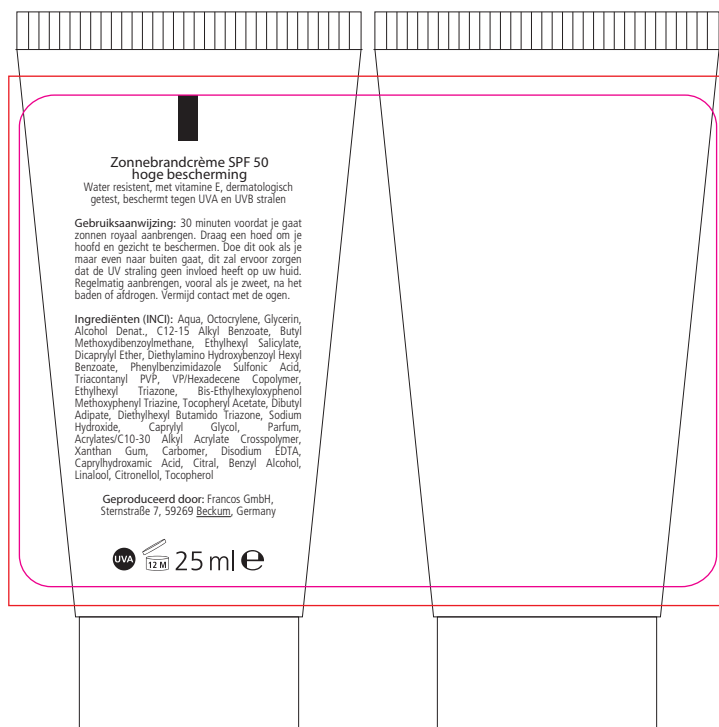 Zonnebrandcrème SPF 50
hoge bescherming
Water resistent, met vitamine E, dermatologisch
getest, beschermt tegen UVA en UVB stralen
Gebruiksaanwijzing: 30 minuten voordat je gaat
zonnen royaal aanbrengen. Draag een hoed om je
hoofd en gezicht te beschermen. Doe dit ook als je
maar even naar buiten gaat, dit zal ervoor zorgen
dat de UV straling geen invloed heeft op uw huid.
Regelmatig aanbrengen, vooral als je zweet, na het
baden of afdrogen. Vermijd contact met de ogen.
Ingrediënten (INCI): Aqua, Octocrylene, Glycerin,
Alcohol Denat., C12-15 Alkyl Benzoate, Butyl
Methoxydibenzoylmethane, Ethylhexyl Salicylate,
Dicaprylyl Ether, Diethylamino Hydroxybenzoyl Hexyl
Benzoate, Phenylbenzimidazole Sulfonic Acid,
Triacontanyl PVP, VP/Hexadecene Copolymer,
Ethylhexyl Triazone, Bis-Ethylhexyloxyphenol
Methoxyphenyl Triazine, Tocopheryl Acetate, Dibutyl
Adipate, Diethylhexyl Butamido Triazone, Sodium
Hydroxide, Caprylyl Glycol, Parfum,
Acrylates/C10-30 Alkyl Acrylate Crosspolymer,
Xanthan Gum, Carbomer, Disodium EDTA,
Caprylhydroxamic Acid, Citral, Benzyl Alcohol,
Linalool, Citronellol, Tocopherol
Geproduceerd door: Francos GmbH,
Sternstraße 7, 59269 Beckum, Germany
UVA 12 M 25 ml ℮